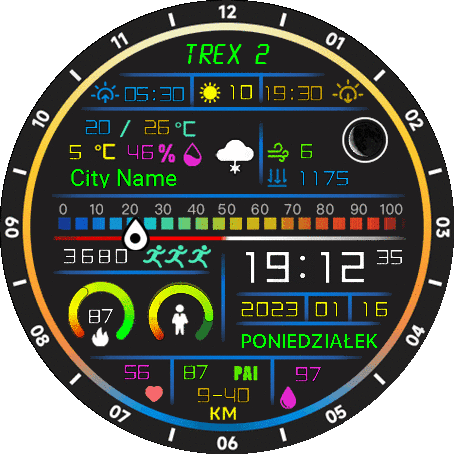 12
01
02
03
04
05
06
07
08
09
10
11
TREX 2
05:30 10 19:30
20 / 26 °C
5 °C 46% 6
City Name 1175
0 10 20 30 40 50 60 70 80 90 100
3680 19:12 35
87 2023 01 16
PONIEDZIAŁEK
56 87 PAI 97
9-40
KM